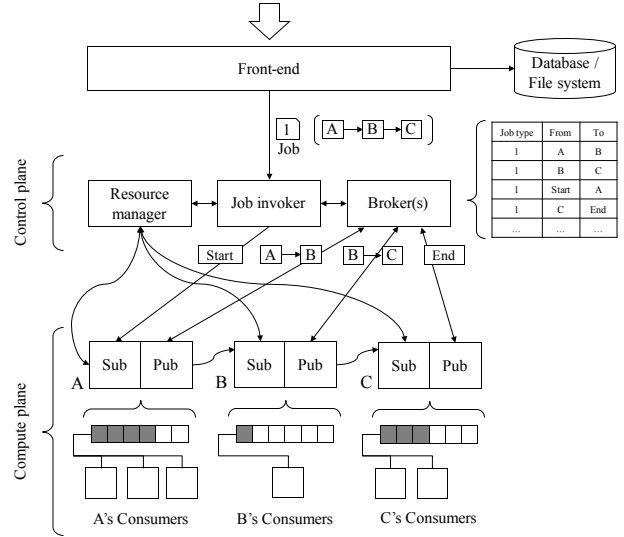 Front-end
Database /
File system
1
Job
A B C
Job type From To
1 A B
1 B C
1 Start A
1 C End
... ... ...
Control plane
Resource
manager
Job invoker
Broker(s)
Start
A B
B C
End
Compute plane
A
Sub Pub
B
Sub Pub
C
Sub Pub
A's Consumers
B's Consumers
C's Consumers